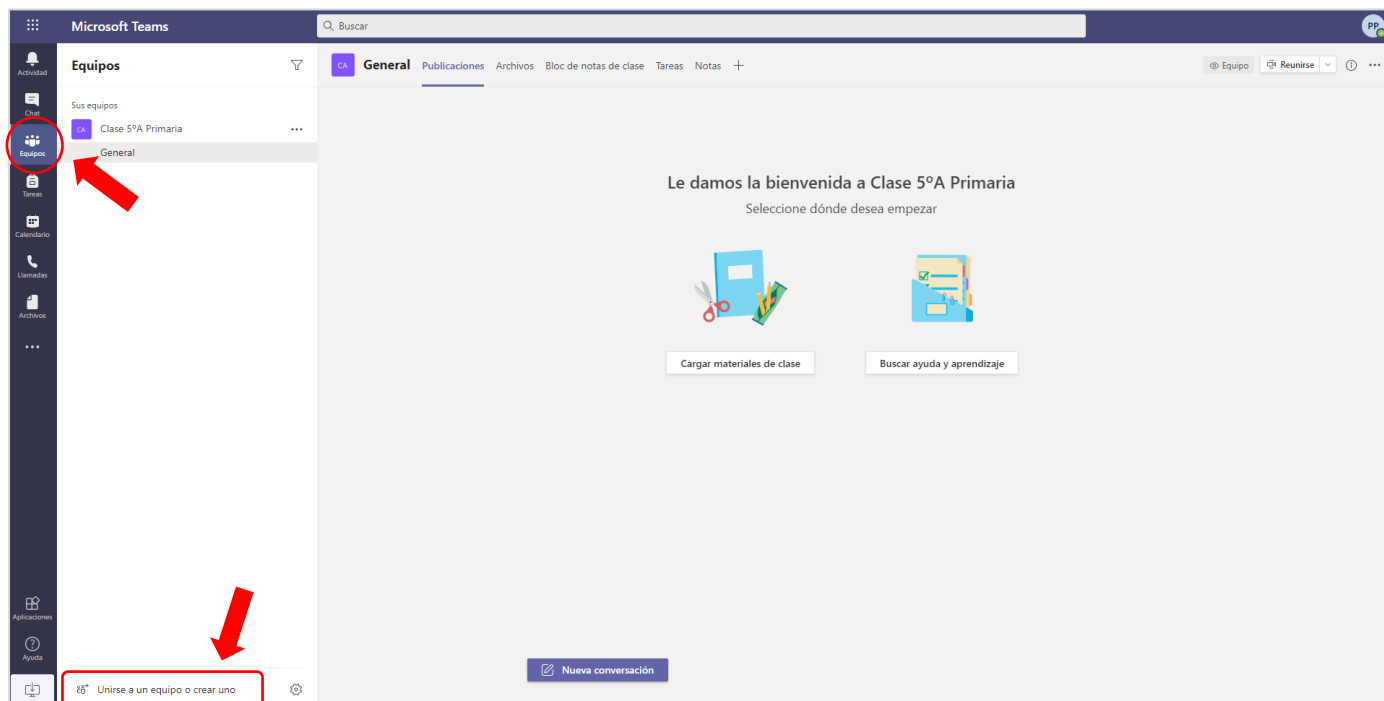 Microsoft Teams
Buscar
PP
Actividad
Chat
Equipos
Tareas
Calendario
Llamadas
Archivos
Aplicaciones
Ayuda
Equipos
Sus equipos
CA Clase 5ºA Primaria
General
Unirse a un equipo o crear uno
CA General Publicaciones Archivos Bloc de notas de clase Tareas Notas
Equipo Reunirse
Le damos la bienvenida a Clase 5ºA Primaria
Seleccione dónde desea empezar
Cargar materiales de clase Buscar ayuda y aprendizaje
Nueva conversación